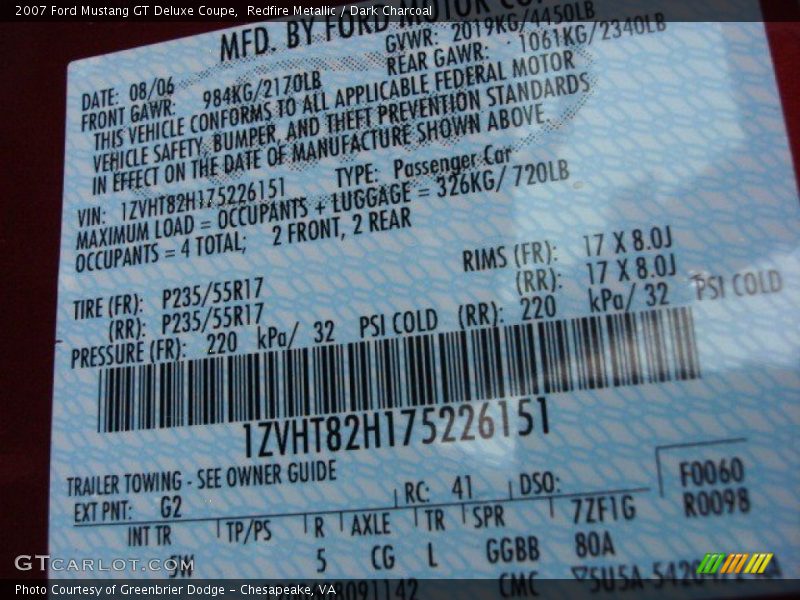 2007 Ford Mustang GT Deluxe Coupe, Redfire Metallic / Dark Charcoal
MFD. BY FORD MOTOR CO
DATE: 08/06 GVWR: 2019KG/4450LB
FRONT GAWR: 984KG/2170LB REAR GAWR: 1061KG/2340LB
THIS VEHICLE CONFORMS TO ALL APPLICABLE FEDERAL MOTOR
VEHICLE SAFETY, BUMPER, AND THEFT PREVENTION STANDARDS
IN EFFECT ON THE DATE OF MANUFACTURE SHOWN ABOVE.
VIN: 1ZVHT82H175226151 TYPE: Passenger Car
MAXIMUM LOAD = OCCUPANTS + LUGGAGE = 326KG/ 720LB
OCCUPANTS = 4 TOTAL; 2 FRONT, 2 REAR
TIRE (FR): P235/55R17 RIMS (FR): 17 X 8.0J
(RR): P235/55R17 (RR): 17 X 8.0J
PRESSURE (FR): 220 kPa/ 32 PSI COLD (RR): 220 kPa/ 32 PSI COLD
1ZVHT82H175226151
TRAILER TOWING - SEE OWNER GUIDE
EXT PNT: G2 RC: 41 DSO: F0060
INT TR TP/PS R AXLE TR SPR 7ZF1G R0098
5W 5 CG L GGBB 80A
GTCARLOT.COM
CMC
Photo Courtesy of Greenbrier Dodge - Chesapeake, VA